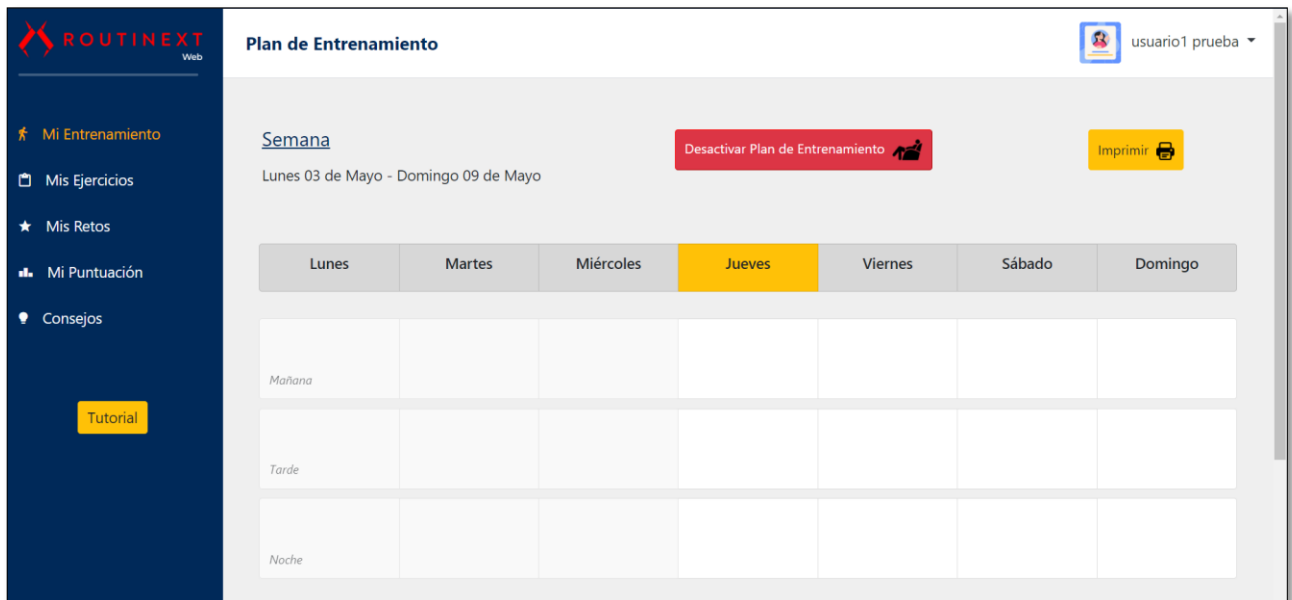 ROUTINEXT
Web
Plan de Entrenamiento
usuario1 prueba
Mi Entrenamiento
Mis Ejercicios
Mis Retos
Mi Puntuación
Consejos
Tutorial
Semana
Lunes 03 de Mayo - Domingo 09 de Mayo
Desactivar Plan de Entrenamiento
Imprimir
Lunes Martes Miércoles Jueves Viernes Sábado Domingo
Mañana
Tarde
Noche